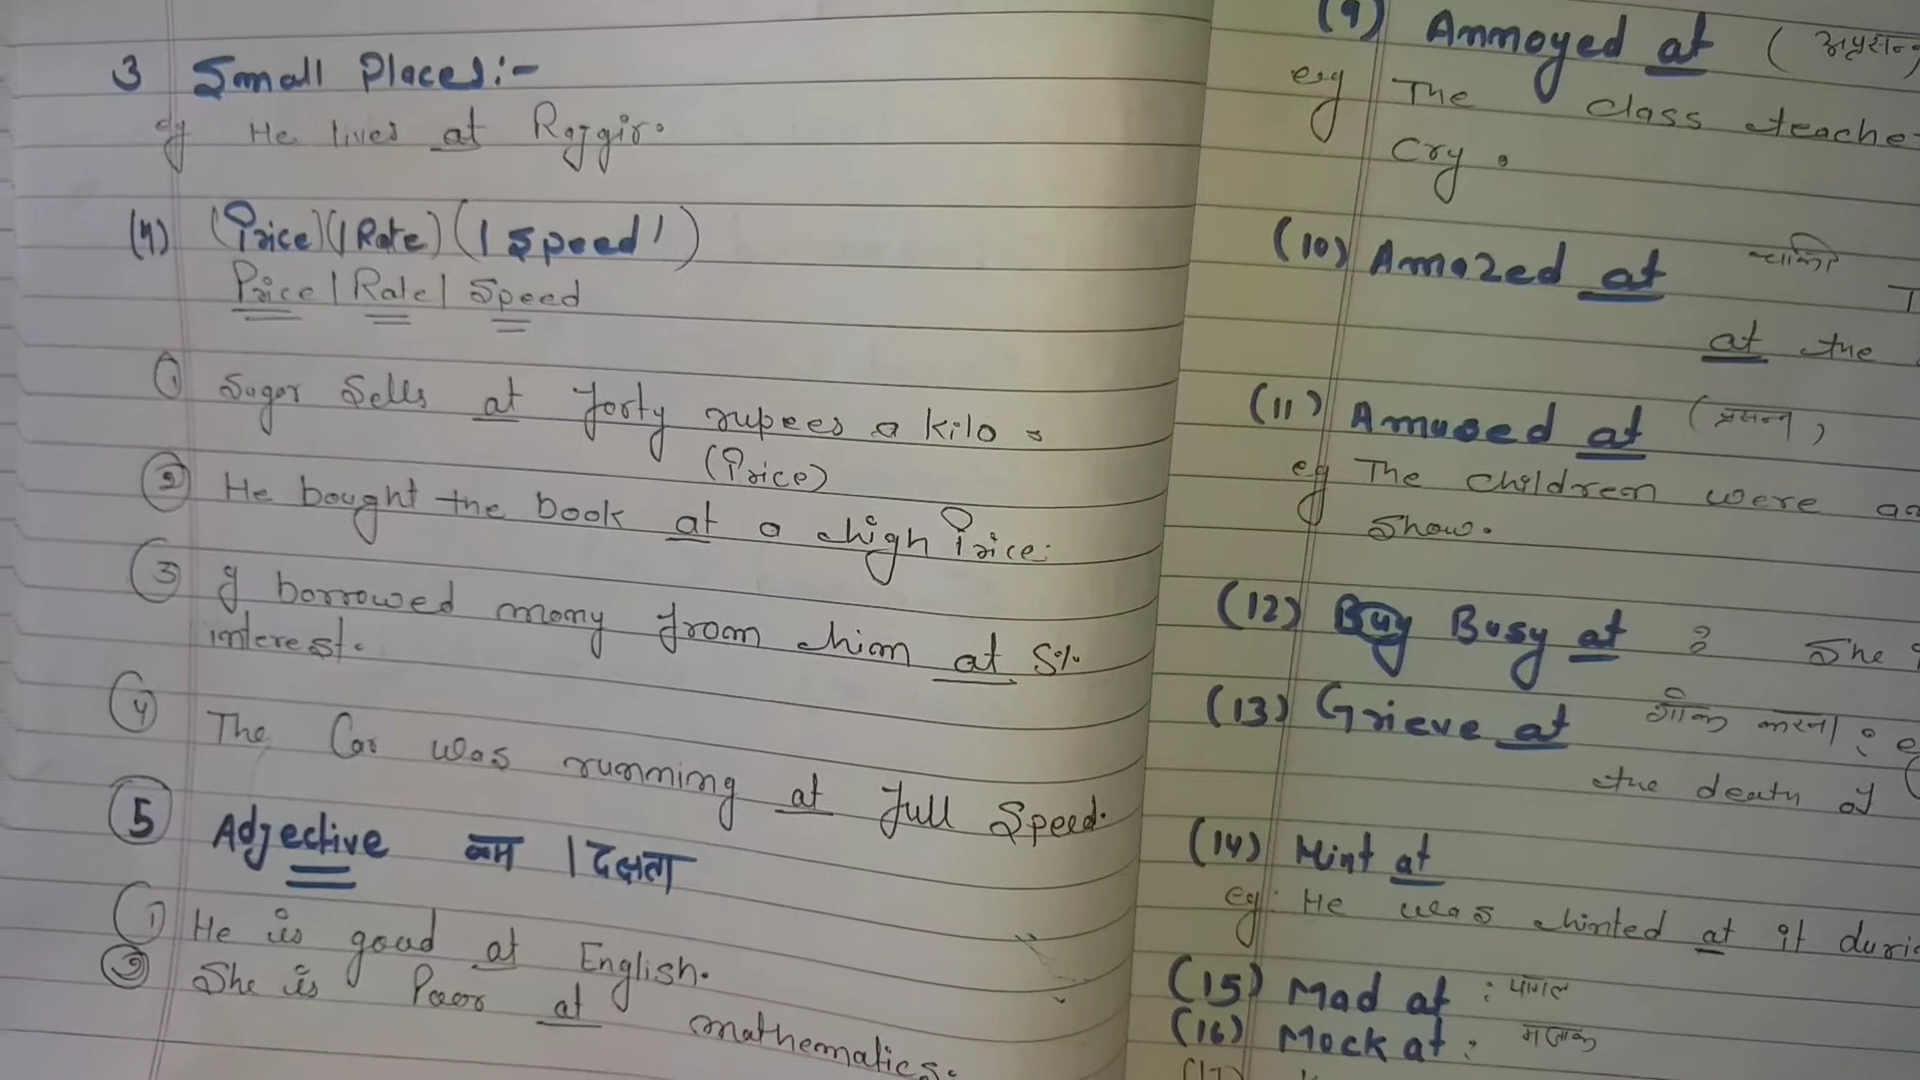 3 Small Places:-
eg He lives at Rajgir.
(4) (Price) (Rate) ('Speed')
Price | Rate | Speed
① Sugar Sells at forty rupees a kilo.
(Price)
② He bought the book at a high Price.
③ I borrowed mony from him at 5%
interest.
④ The Car was running at full Speed.
⑤ Adjective | दक्षता
① He is good at English.
② She is Poor at mathematics.
(9) Annoyed at (
eg The class teache
Cry.
(10) Amazed at
at the
(11) Amused at (प्रसन्न)
eg The children were
Show.
(12) Busy at : She
(13) Grieve at शोक करना : e
the death of
(14) Hint at
eg: He was hinted at it duri
(15) Mad at : पागल
(16) Mock at : मजाक